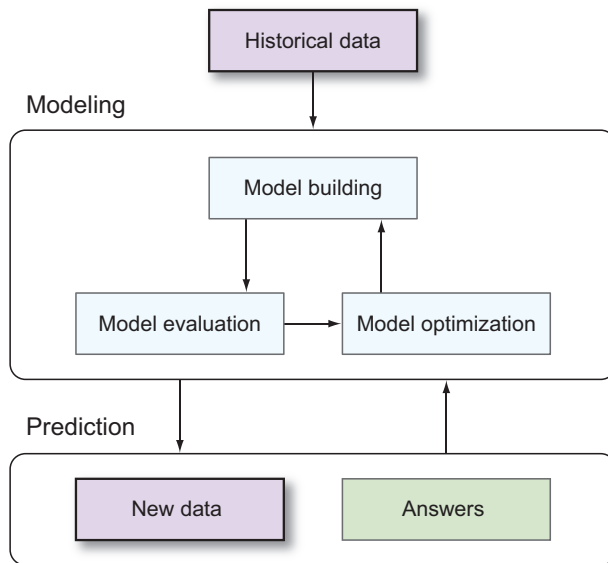 Historical data
Modeling
Model building
Model evaluation
Model optimization
Prediction
New data
Answers